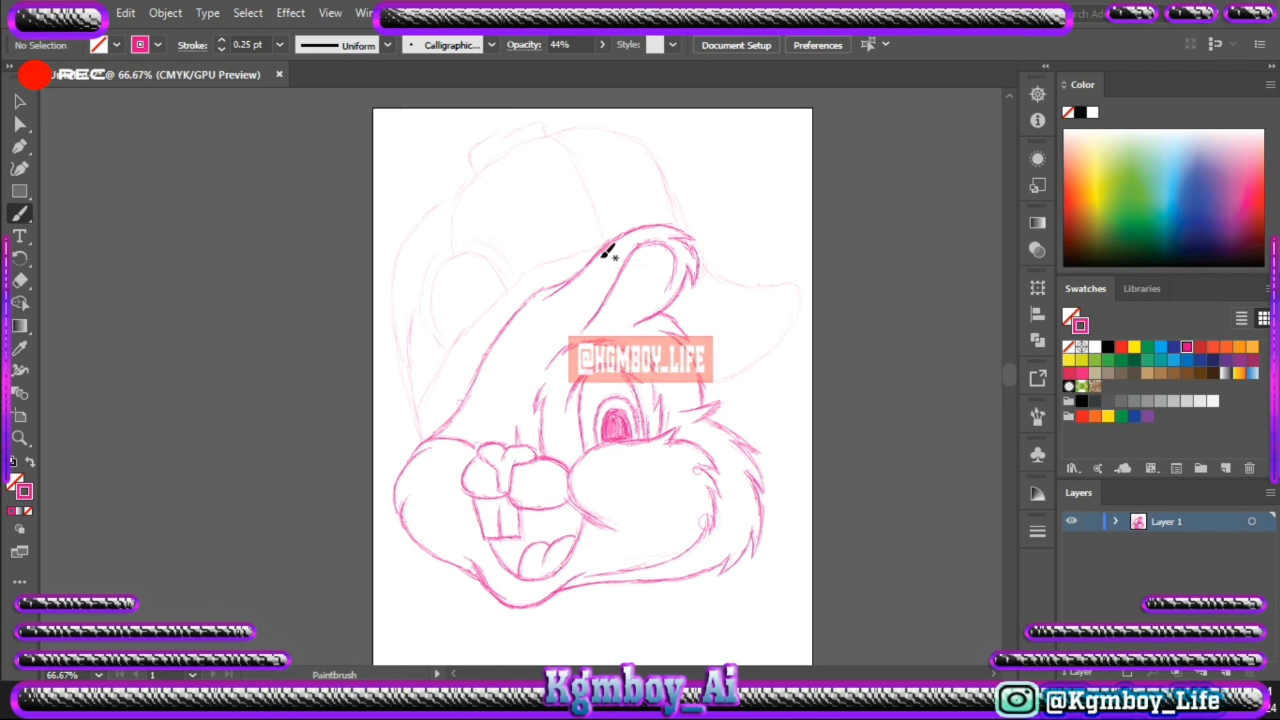 Edit Object Type Select Effect View
No Selection Stroke: 0.25 pt Uniform Calligraphic... Opacity: 44% Style: Document Setup Preferences
REC @ 66.67% (CMYK/GPU Preview) ×
Color
Swatches Libraries
@KGMBOY_LIFE
Layers
Layer 1
66.67% 1 Paintbrush
1 Layer
Kgmboy_Ai
@Kgmboy_Life